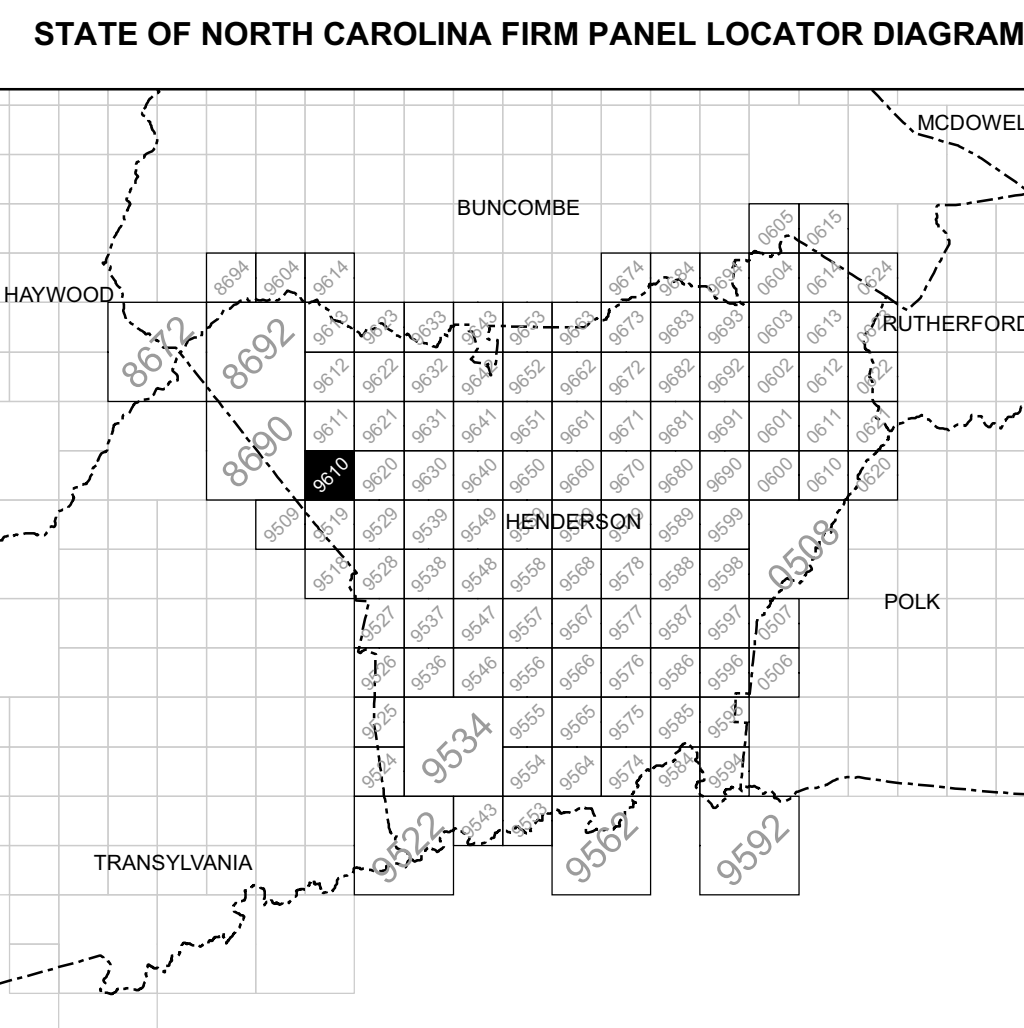 STATE OF NORTH CAROLINA FIRM PANEL LOCATOR DIAGRAM
MCDOWEL
BUNCOMBE
0605 0615
8694 9604 9614 9674 9684 9694 0604 0614 0624
HAYWOOD
8672 8692
9613 9623 9633 9643 9653 9663 9673 9683 9693 0603 0613 0623
RUTHERFORD
9612 9622 9632 9642 9652 9662 9672 9682 9692 0602 0612 0622
8690
9611 9621 9631 9641 9651 9661 9671 9681 9691 0601 0611 0621
9610 9620 9630 9640 9650 9660 9670 9680 9690 0600 0610 0620
9509 9519 9529 9539 9549 9559 9569 9579 9589 9599
HENDERSON
0508
9518 9528 9538 9548 9558 9568 9578 9588 9598
POLK
9527 9537 9547 9557 9567 9577 9587 9597 0507
9526 9536 9546 9556 9566 9576 9586 9596 0506
9525 9534 9555 9565 9575 9585 9595
9524 9554 9564 9574 9584 9594
9522 9543 9553 9562 9592
TRANSYLVANIA